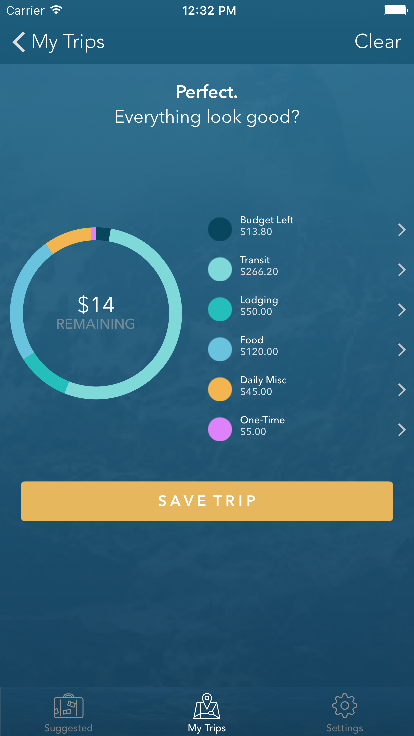 Carrier 12:32 PM
My Trips Clear
Perfect.
Everything look good?
$14
REMAINING
Budget Left
$13.80
Transit
$266.20
Lodging
$50.00
Food
$120.00
Daily Misc
$45.00
One-Time
$5.00
SAVE TRIP
Suggested My Trips Settings